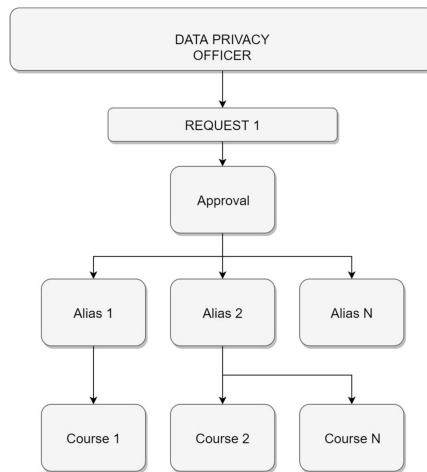 DATA PRIVACY
OFFICER
REQUEST 1
Approval
Alias 1
Alias 2
Alias N
Course 1
Course 2
Course N